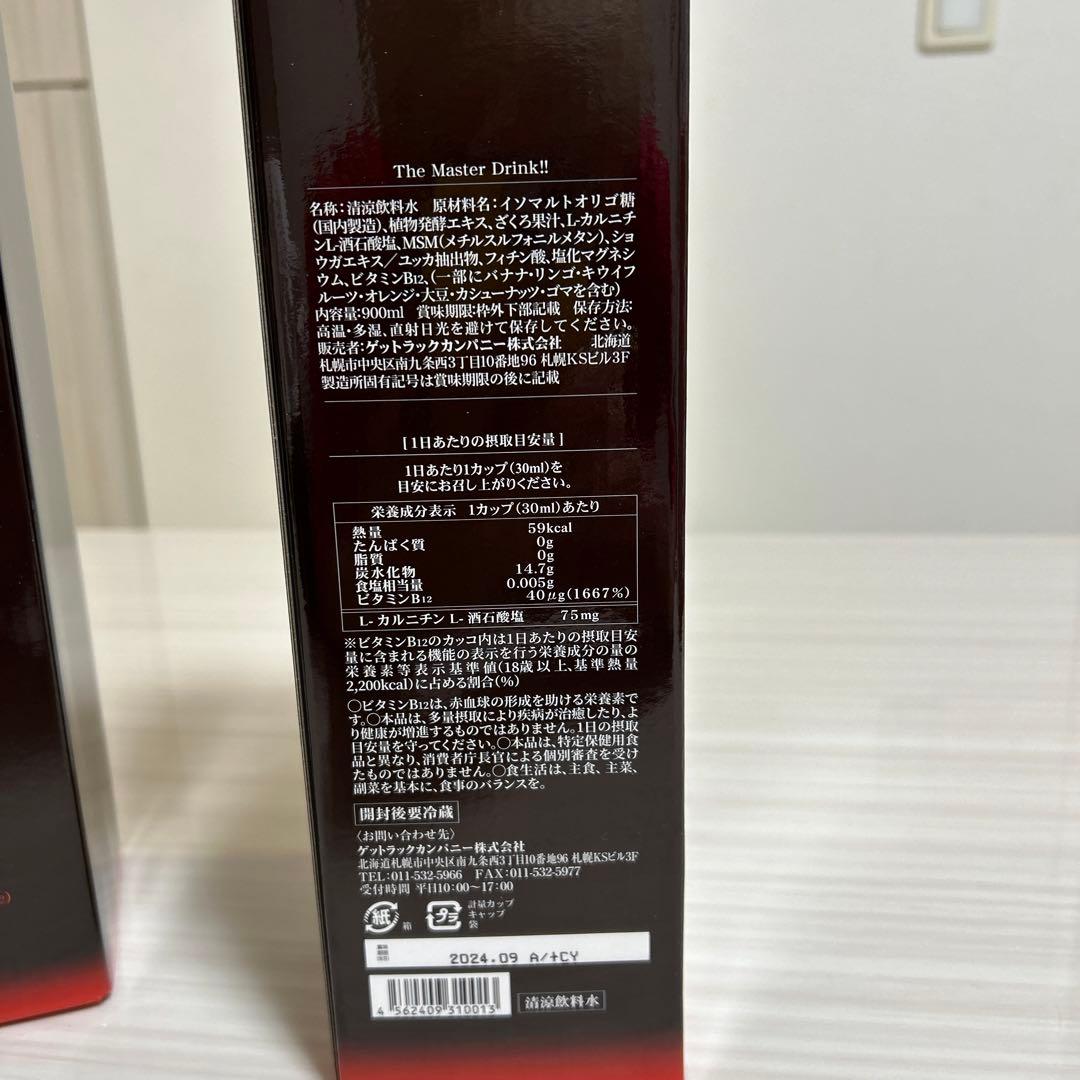 The Master Drink!!
名称:清涼飲料水 原材料名:イソマルトオリゴ糖
(国内製造)、植物発酵エキス、ざくろ果汁、L-カルニチ
ンL-酒石酸塩、MSM(メチルスルフォニルメタン)、ショ
ウガエキス/ユッカ抽出物、フィチン酸、塩化マグネシ
ウム、ビタミンB12、(一部にバナナ・リンゴ・キウイフ
ルーツ・オレンジ・大豆・カシューナッツ・ゴマを含む)
内容量:900ml 賞味期限:枠外下部記載 保存方法:
高温・多湿、直射日光を避けて保存してください。
販売者:ゲットラックカンパニー株式会社 北海道
札幌市中央区南九条西3丁目10番地96 札幌KSビル3F
製造所固有記号は賞味期限の後に記載
[1日あたりの摂取目安量]
1日あたり1カップ(30ml)を
目安にお召し上がりください。
栄養成分表示 1カップ(30ml)あたり
熱量 59kcal
たんぱく質 0g
脂質 0g
炭水化物 14.7g
食塩相当量 0.005g
ビタミンB12 40μg(1667%)
L- カルニチン L- 酒石酸塩 75mg
※ビタミンB12のカッコ内は1日あたりの摂取目安
量に含まれる機能の表示を行う栄養成分の量の
栄養素等表示基準値(18歳以上、基準熱量
2,200kcal)に占める割合(%)
○ビタミンB12は、赤血球の形成を助ける栄養素で
す。○本品は、多量摂取により疾病が治癒したり、よ
り健康が増進するものではありません。1日の摂取
目安量を守ってください。○本品は、特定保健用食
品と異なり、消費者庁長官による個別審査を受け
たものではありません。○食生活は、主食、主菜、
副菜を基本に、食事のバランスを。
開封後要冷蔵
〈お問い合わせ先〉
ゲットラックカンパニー株式会社
北海道札幌市中央区南九条西3丁目10番地96 札幌KSビル3F
TEL:011-532-5966 FAX:011-532-5977
受付時間 平日10:00〜17:00
紙 箱
プラ 計量カップ
キャップ
袋
賞味期限
2024.09 A/+CY
4 562409 310013
清涼飲料水